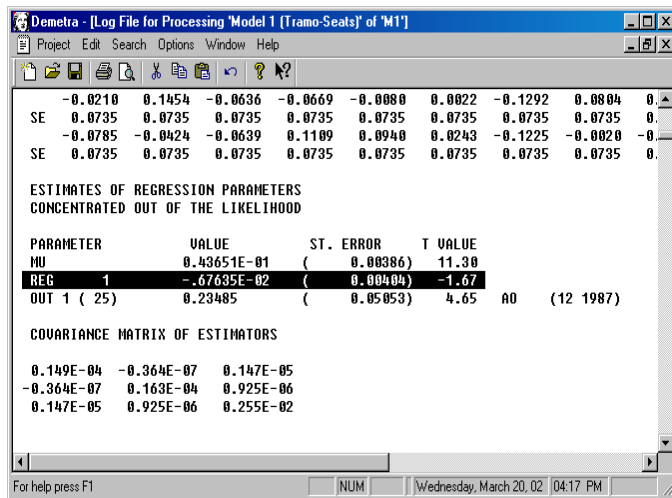 Demetra - [Log File for Processing 'Model 1 (Tramo-Seats)' of 'M1']
Project Edit Search Options Window Help
-0.0210 0.1454 -0.0636 -0.0669 -0.0080 0.0022 -0.1292 0.0804 0.
SE 0.0735 0.0735 0.0735 0.0735 0.0735 0.0735 0.0735 0.0735 0.
-0.0785 -0.0424 -0.0639 0.1109 0.0940 0.0243 -0.1225 -0.0020 -0.
SE 0.0735 0.0735 0.0735 0.0735 0.0735 0.0735 0.0735 0.0735 0.
ESTIMATES OF REGRESSION PARAMETERS
CONCENTRATED OUT OF THE LIKELIHOOD
PARAMETER VALUE ST. ERROR T VALUE
MU 0.43651E-01 ( 0.00386) 11.30
REG 1 -.67635E-02 ( 0.00404) -1.67
OUT 1 ( 25) 0.23485 ( 0.05053) 4.65 AO (12 1987)
COVARIANCE MATRIX OF ESTIMATORS
0.149E-04 -0.364E-07 0.147E-05
-0.364E-07 0.163E-04 0.925E-06
0.147E-05 0.925E-06 0.255E-02
For help press F1 NUM Wednesday, March 20, 02 04:17 PM